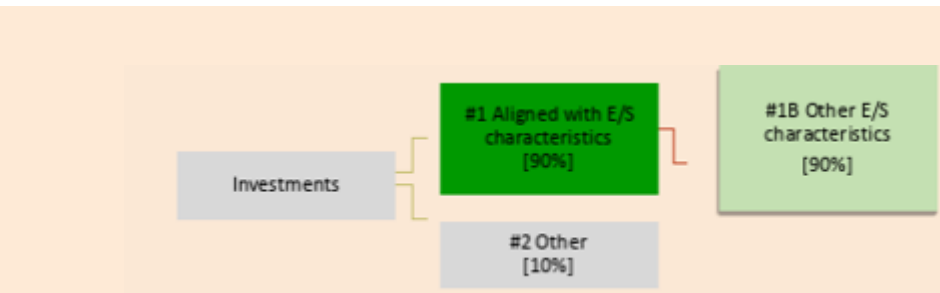 Investments
#1 Aligned with E/S
characteristics
[90%]
#2 Other
[10%]
#1B Other E/S
characteristics
[90%]